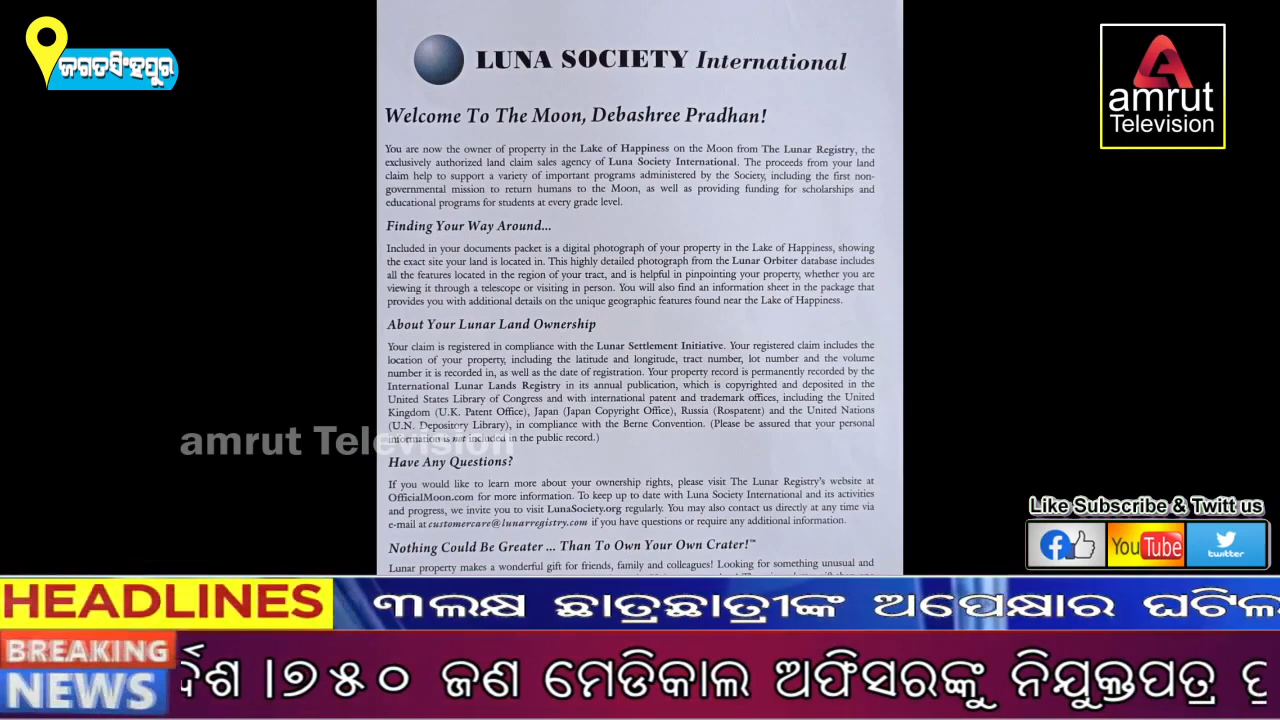 ଜଗତସିଂହପୁର
amrut
Television
LUNA SOCIETY International
Welcome To The Moon, Debashree Pradhan!
You are now the owner of property in the Lake of Happiness on the Moon from The Lunar Registry, the
exclusively authorized land claim sales agency of Luna Society International. The proceeds from your land
claim help to support a variety of important programs administered by the Society, including the first non-
governmental mission to return humans to the Moon, as well as providing funding for scholarships and
educational programs for students at every grade level.
Finding Your Way Around...
Included in your documents packet is a digital photograph of your property in the Lake of Happiness, showing
the exact site your land is located in. This highly detailed photograph from the Lunar Orbiter database includes
all the features located in the region of your tract, and is helpful in pinpointing your property, whether you are
viewing it through a telescope or visiting in person. You will also find an information sheet in the package that
provides you with additional details on the unique geographic features found near the Lake of Happiness.
About Your Lunar Land Ownership
Your claim is registered in compliance with the Lunar Settlement Initiative. Your registered claim includes the
location of your property, including the latitude and longitude, tract number, lot number and the volume
number it is recorded in, as well as the date of registration. Your property record is permanently recorded by the
International Lunar Lands Registry in its annual publication, which is copyrighted and deposited in the
United States Library of Congress and with international patent and trademark offices, including the United
Kingdom (U.K. Patent Office), Japan (Japan Copyright Office), Russia (Rospatent) and the United Nations
(U.N. Depository Library), in compliance with the Berne Convention. (Please be assured that your personal
information is not included in the public record.)
amrut Television
Have Any Questions?
If you would like to learn more about your ownership rights, please visit The Lunar Registry's website at
OfficialMoon.com for more information. To keep up to date with Luna Society International and its activities
and progress, we invite you to visit LunaSociety.org regularly. You may also contact us directly at any time via
e-mail at customercare@lunarregistry.com if you have questions or require any additional information.
Nothing Could Be Greater ... Than To Own Your Own Crater!™
Lunar property makes a wonderful gift for friends, family and colleagues! Looking for something unusual and
Like Subscribe & Twitt us
YouTube
twitter
HEADLINES
୩ଲକ୍ଷ ଛାତ୍ରଛାତ୍ରୀଙ୍କ ଅପେକ୍ଷାର ଘଟିଲ
BREAKING
NEWS
ର୍ଦ୍ଦେଶ ।୭୫୦ ଜଣ ମେଡିକାଲ ଅଫିସରଙ୍କୁ ନିଯୁକ୍ତପତ୍ର